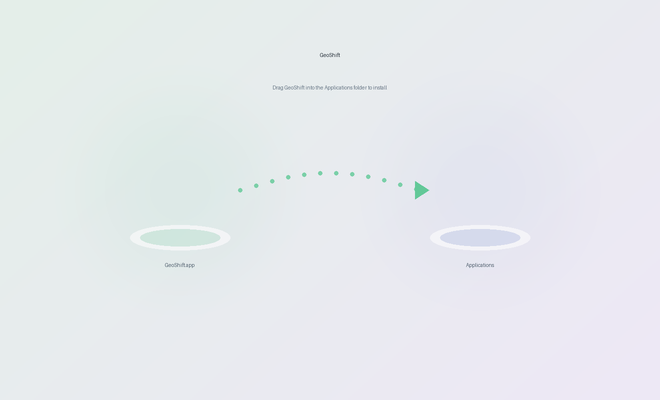 GeoShift
Drag GeoShift into the Applications folder to install
GeoShift.app
Applications